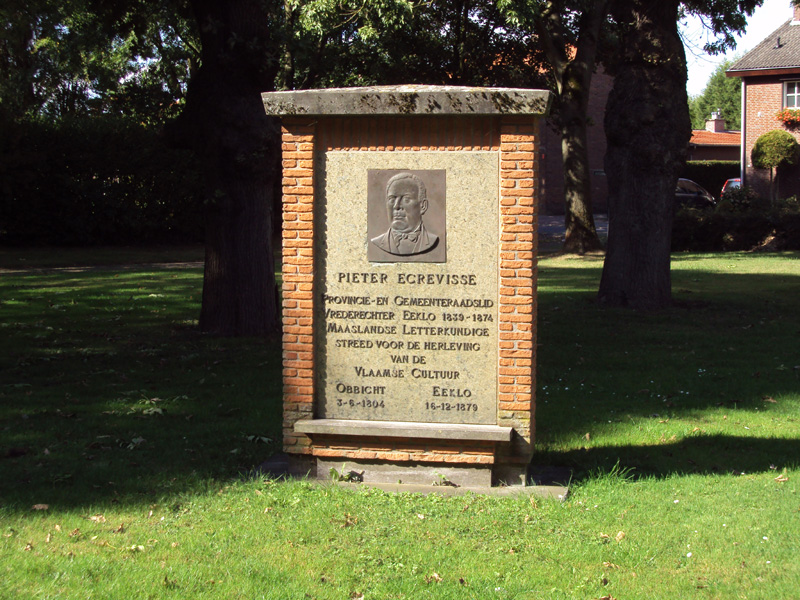 PIETER ECREVISSE
PROVINCIE-EN GEMEENTERAADSLID
VREDERECHTER EEKLO 1839-1874
MAASLANDSE LETTERKUNDIGE
STREED VOOR DE HERLEVING
VAN DE
VLAAMSE CULTUUR
OBBICHT EEKLO
3-6-1804 16-12-1879